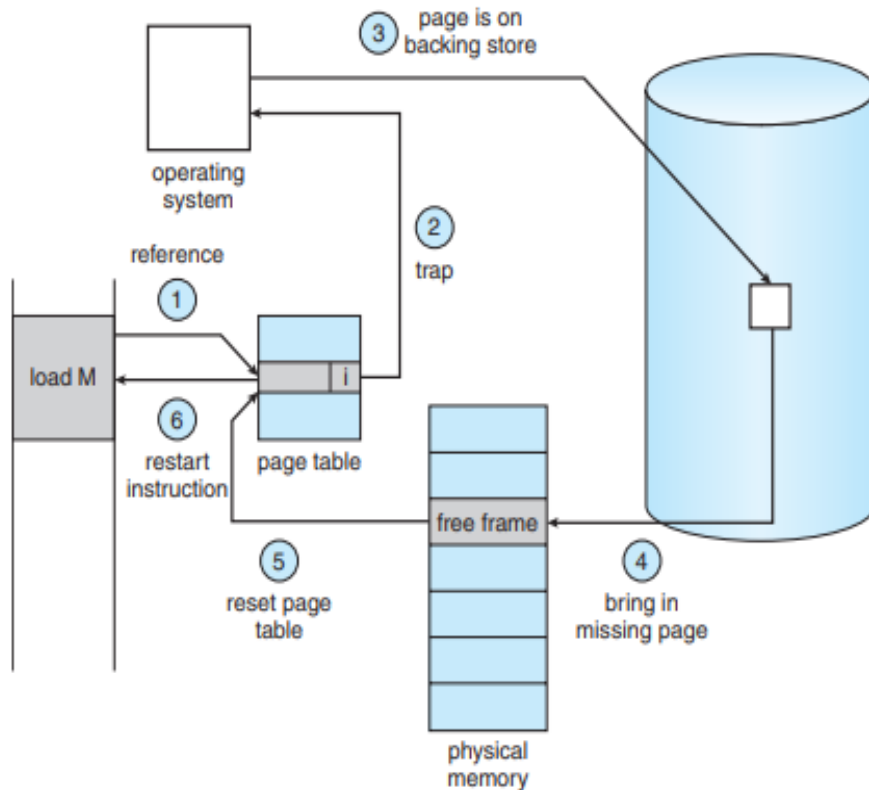 3
page is on
backing store
operating
system
2
trap
reference
1
load M
i
6
restart
instruction
page table
free frame
5
reset page
table
4
bring in
missing page
physical
memory